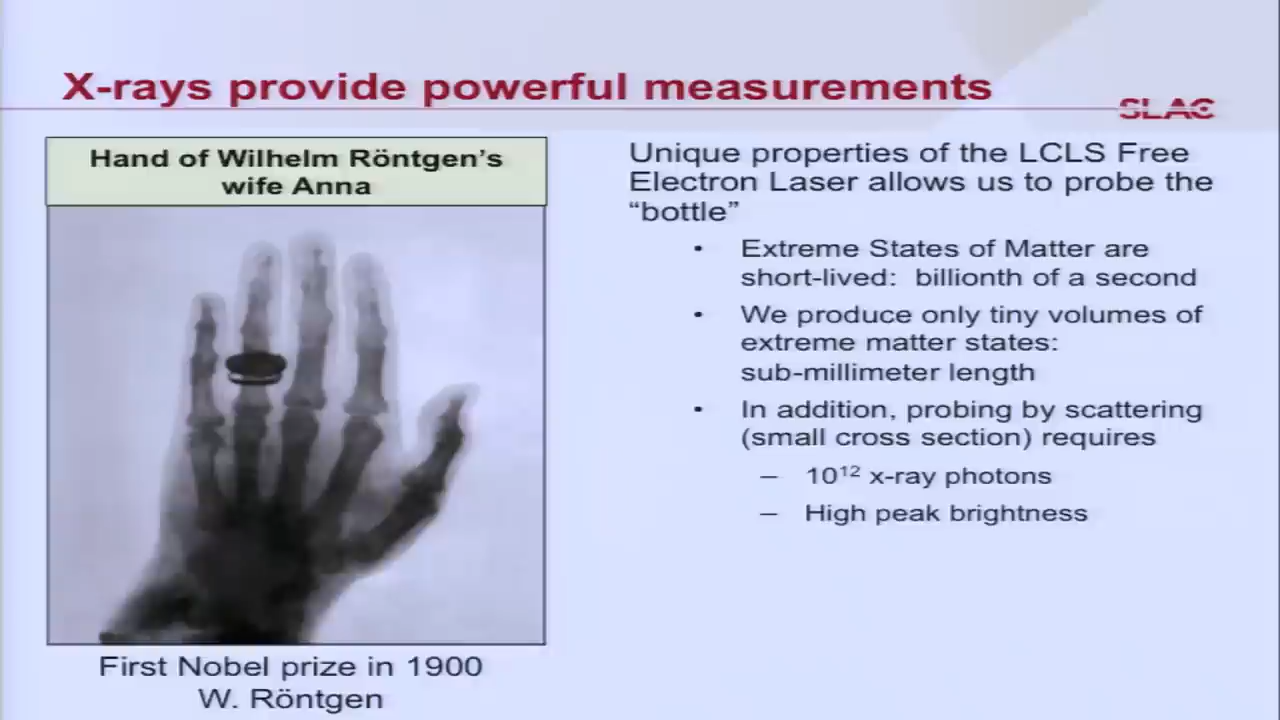 X-rays provide powerful measurements
SLAC
Hand of Wilhelm Röntgen's
wife Anna
First Nobel prize in 1900
W. Röntgen
Unique properties of the LCLS Free
Electron Laser allows us to probe the
“bottle”
• Extreme States of Matter are
short-lived: billionth of a second
• We produce only tiny volumes of
extreme matter states:
sub-millimeter length
• In addition, probing by scattering
(small cross section) requires
– 10¹² x-ray photons
– High peak brightness